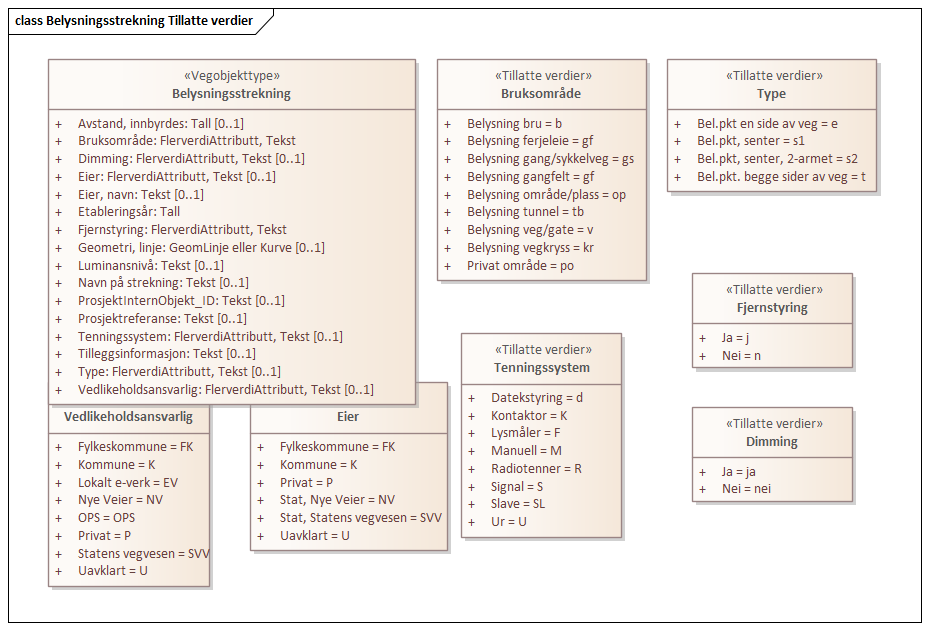 class Belysningsstrekning Tillatte verdier
«Vegobjekttype»
Belysningsstrekning
+ Avstand, innbyrdes: Tall [0..1]
+ Bruksområde: FlerverdiAttributt, Tekst
+ Dimming: FlerverdiAttributt, Tekst [0..1]
+ Eier: FlerverdiAttributt, Tekst [0..1]
+ Eier, navn: Tekst [0..1]
+ Etableringsår: Tall
+ Fjernstyring: FlerverdiAttributt, Tekst
+ Geometri, linje: GeomLinje eller Kurve [0..1]
+ Luminansnivå: Tekst [0..1]
+ Navn på strekning: Tekst [0..1]
+ ProsjektInternObjekt_ID: Tekst [0..1]
+ Prosjektreferanse: Tekst [0..1]
+ Tenningssystem: FlerverdiAttributt, Tekst [0..1]
+ Tilleggsinformasjon: Tekst [0..1]
+ Type: FlerverdiAttributt, Tekst [0..1]
+ Vedlikeholdsansvarlig: FlerverdiAttributt, Tekst [0..1]
«Tillatte verdier»
Bruksområde
+ Belysning bru = b
+ Belysning ferjeleie = gf
+ Belysning gang/sykkelveg = gs
+ Belysning gangfelt = gf
+ Belysning område/plass = op
+ Belysning tunnel = tb
+ Belysning veg/gate = v
+ Belysning vegkryss = kr
+ Privat område = po
«Tillatte verdier»
Type
+ Bel.pkt en side av veg = e
+ Bel.pkt, senter = s1
+ Bel.pkt, senter, 2-armet = s2
+ Bel.pkt. begge sider av veg = t
«Tillatte verdier»
Fjernstyring
+ Ja = j
+ Nei = n
Vedlikeholdsansvarlig
+ Fylkeskommune = FK
+ Kommune = K
+ Lokalt e-verk = EV
+ Nye Veier = NV
+ OPS = OPS
+ Privat = P
+ Statens vegvesen = SVV
+ Uavklart = U
Eier
+ Fylkeskommune = FK
+ Kommune = K
+ Privat = P
+ Stat, Nye Veier = NV
+ Stat, Statens vegvesen = SVV
+ Uavklart = U
«Tillatte verdier»
Tenningssystem
+ Datekstyring = d
+ Kontaktor = K
+ Lysmåler = F
+ Manuell = M
+ Radiotenner = R
+ Signal = S
+ Slave = SL
+ Ur = U
«Tillatte verdier»
Dimming
+ Ja = ja
+ Nei = nei